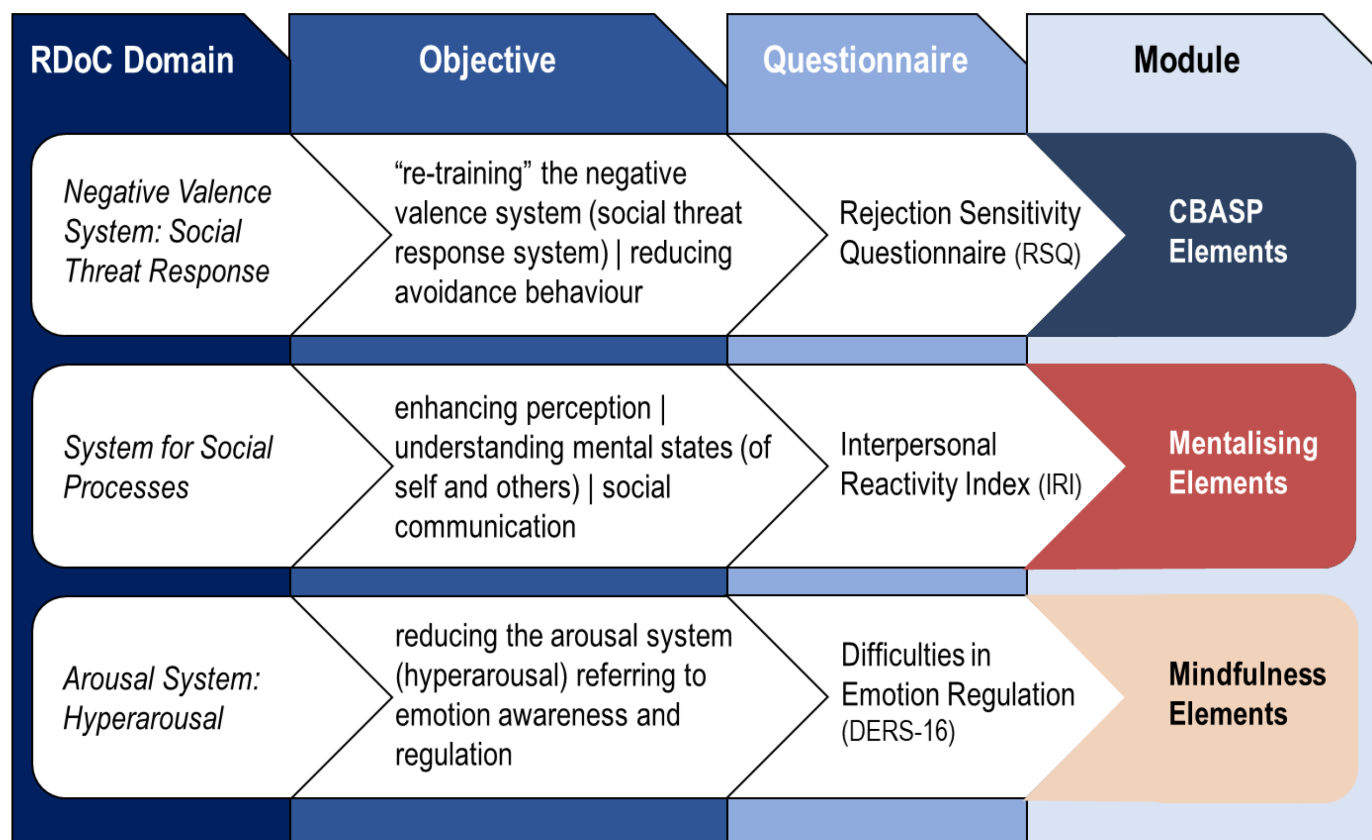 RDoC Domain
Objective
Questionnaire
Module
Negative Valence
System: Social
Threat Response
“re-training” the negative
valence system (social threat
response system) | reducing
avoidance behaviour
Rejection Sensitivity
Questionnaire (RSQ)
CBASP
Elements
System for Social
Processes
enhancing perception |
understanding mental states (of
self and others) | social
communication
Interpersonal
Reactivity Index (IRI)
Mentalising
Elements
Arousal System:
Hyperarousal
reducing the arousal system
(hyperarousal) referring to
emotion awareness and
regulation
Difficulties in
Emotion Regulation
(DERS-16)
Mindfulness
Elements